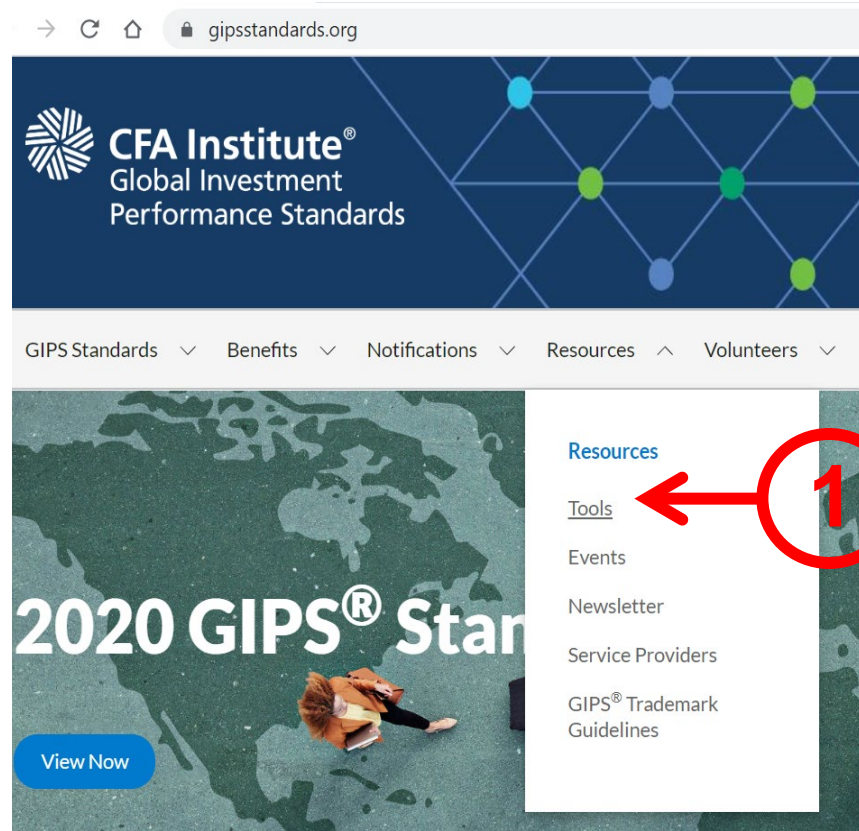 gipsstandards.org
CFA Institute®
Global Investment
Performance Standards
GIPS Standards Benefits Notifications Resources Volunteers
Resources
Tools
1
Events
Newsletter
2020 GIPS® Stan
Service Providers
GIPS® Trademark
Guidelines
View Now